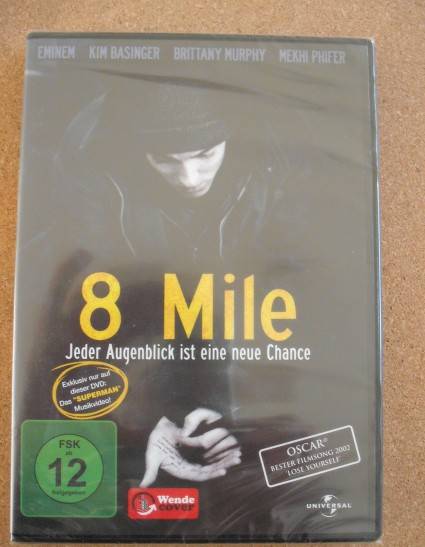 EMINEM KIM BASINGER BRITTANY MURPHY MEKHI PHIFER
8 Mile
Jeder Augenblick ist eine neue Chance
Exklusiv nur auf
dieser DVD:
Das "SUPERMAN"
Musikvideo!
FSK
ab
12
freigegeben
Wende
cover
OSCAR®
BESTER FILMSONG 2002
"LOSE YOURSELF"
UNIVERSAL